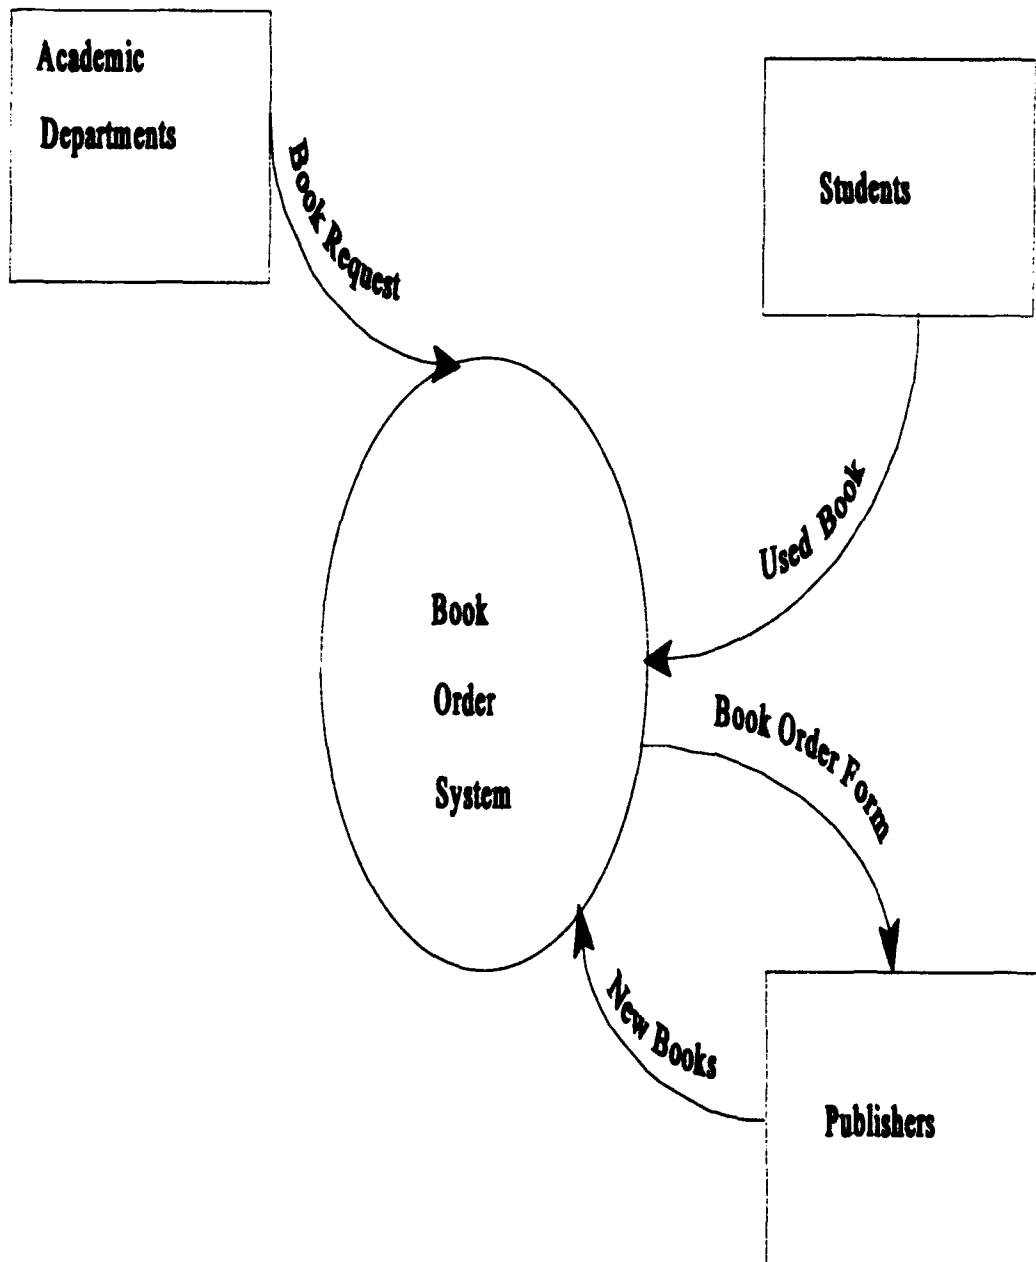 Academic
Departments
Students
Book Request
Used Book
Book
Order
System
Book Order Form
New Books
Publishers